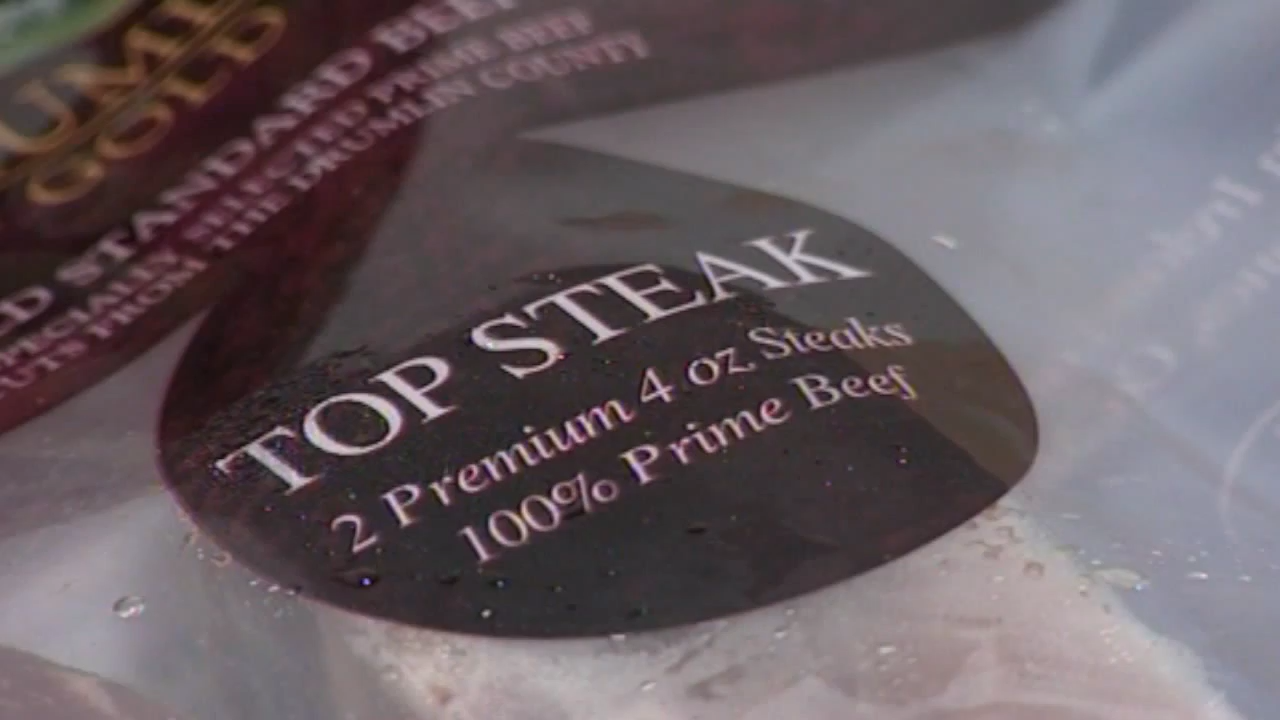 GOLD
STANDARD BEEF
SPECIALLY SELECTED PRIME BEEF
CUTS FROM THE DRUMLIN COUNTY
TOP STEAK
2 Premium 4 oz Steaks
100% Prime Beef